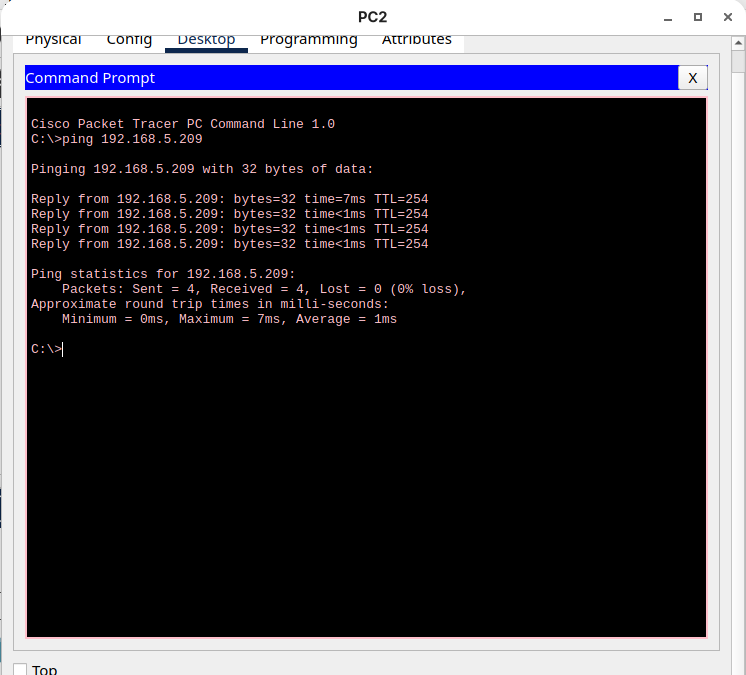 PC2
Physical Config Desktop Programming Attributes
Command Prompt X
Cisco Packet Tracer PC Command Line 1.0
C:\>ping 192.168.5.209
Pinging 192.168.5.209 with 32 bytes of data:
Reply from 192.168.5.209: bytes=32 time=7ms TTL=254
Reply from 192.168.5.209: bytes=32 time<1ms TTL=254
Reply from 192.168.5.209: bytes=32 time<1ms TTL=254
Reply from 192.168.5.209: bytes=32 time<1ms TTL=254
Ping statistics for 192.168.5.209:
    Packets: Sent = 4, Received = 4, Lost = 0 (0% loss),
Approximate round trip times in milli-seconds:
    Minimum = 0ms, Maximum = 7ms, Average = 1ms
C:\>
Top